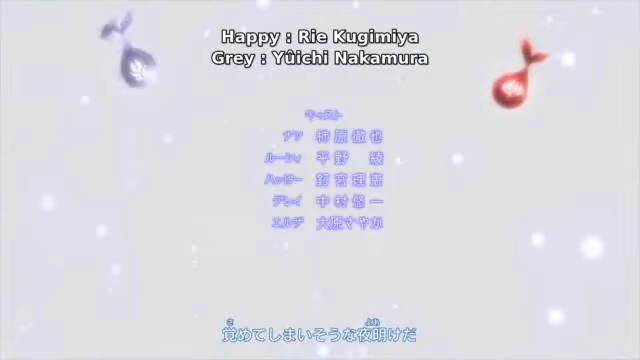 Happy : Rie Kugimiya
Grey : Yûichi Nakamura
キャスト
ナツ 柿原徹也
ルーシィ 平野 綾
ハッピー 釘宮理恵
グレイ 中村悠一
エルザ 大原さやか
覚めてしまいそうな夜明けだ